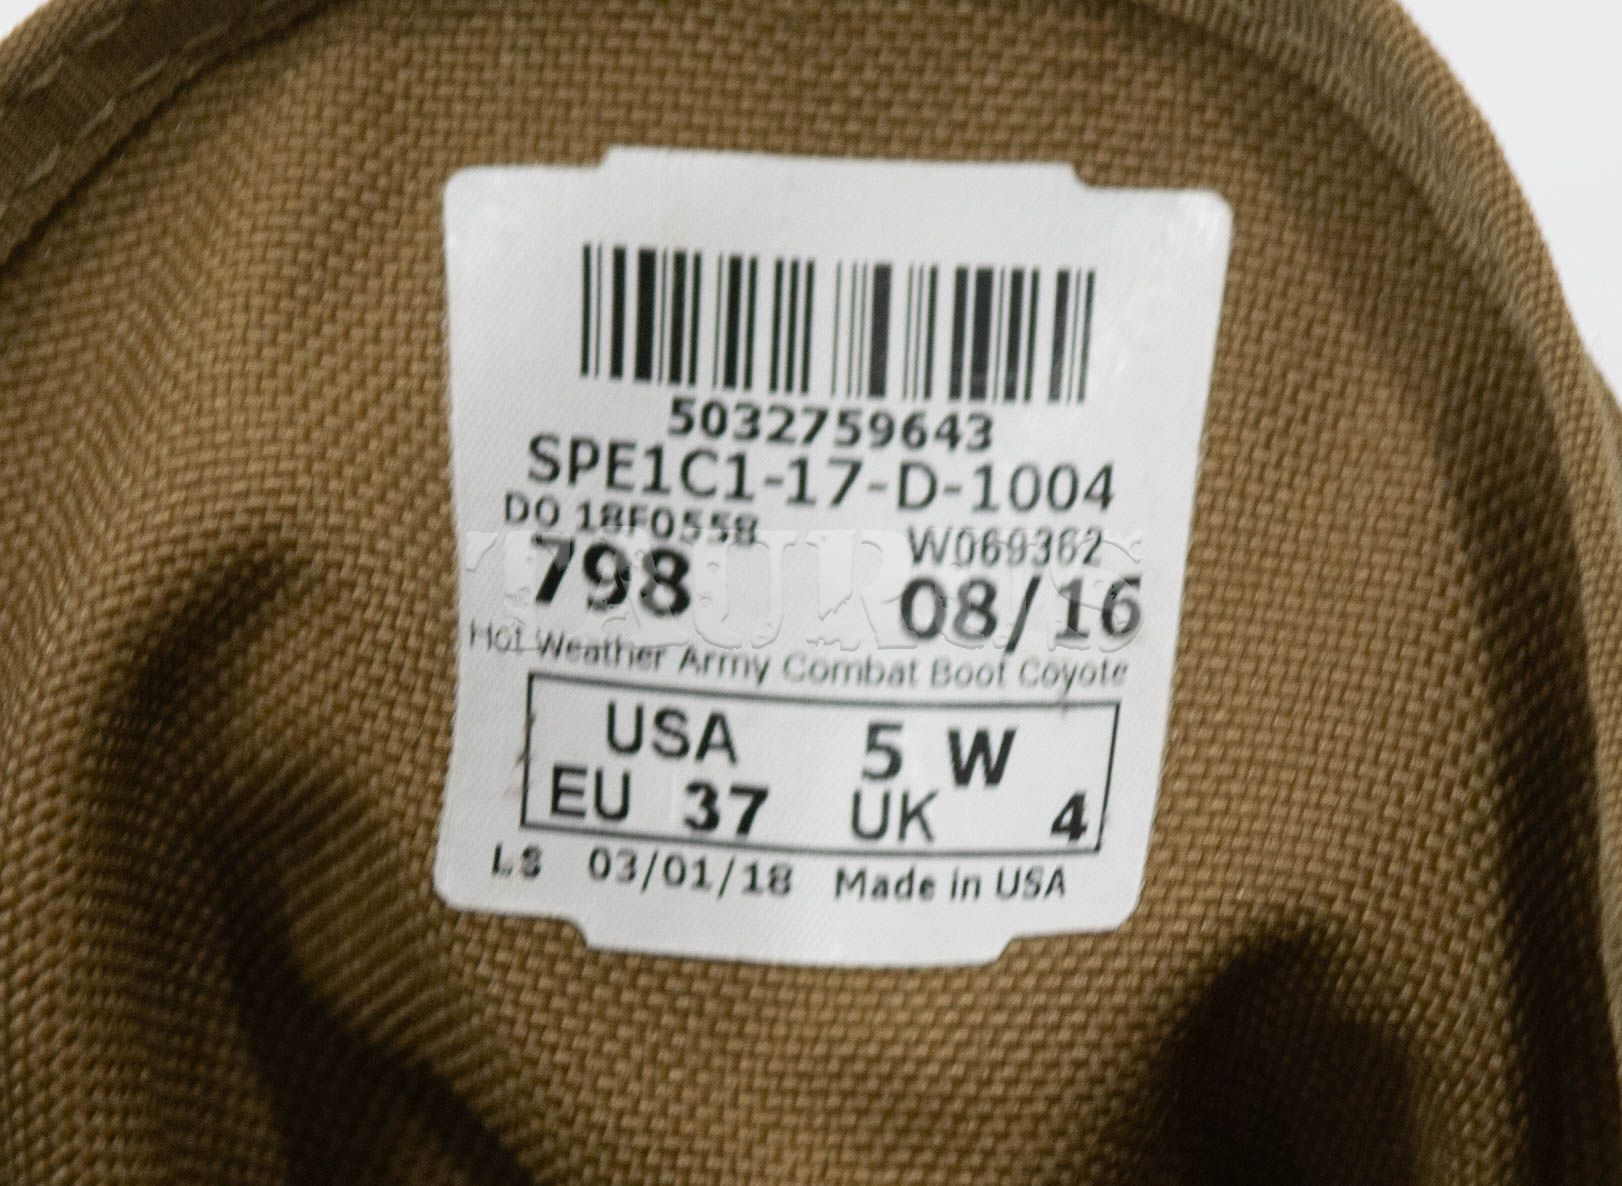 5032759643
SPE1C1-17-D-1004
DO 18F0558 W069362
TAURUS
798 08/16
Hot Weather Army Combat Boot Coyote
USA 5 W
EU 37 UK 4
LS 03/01/18 Made in USA